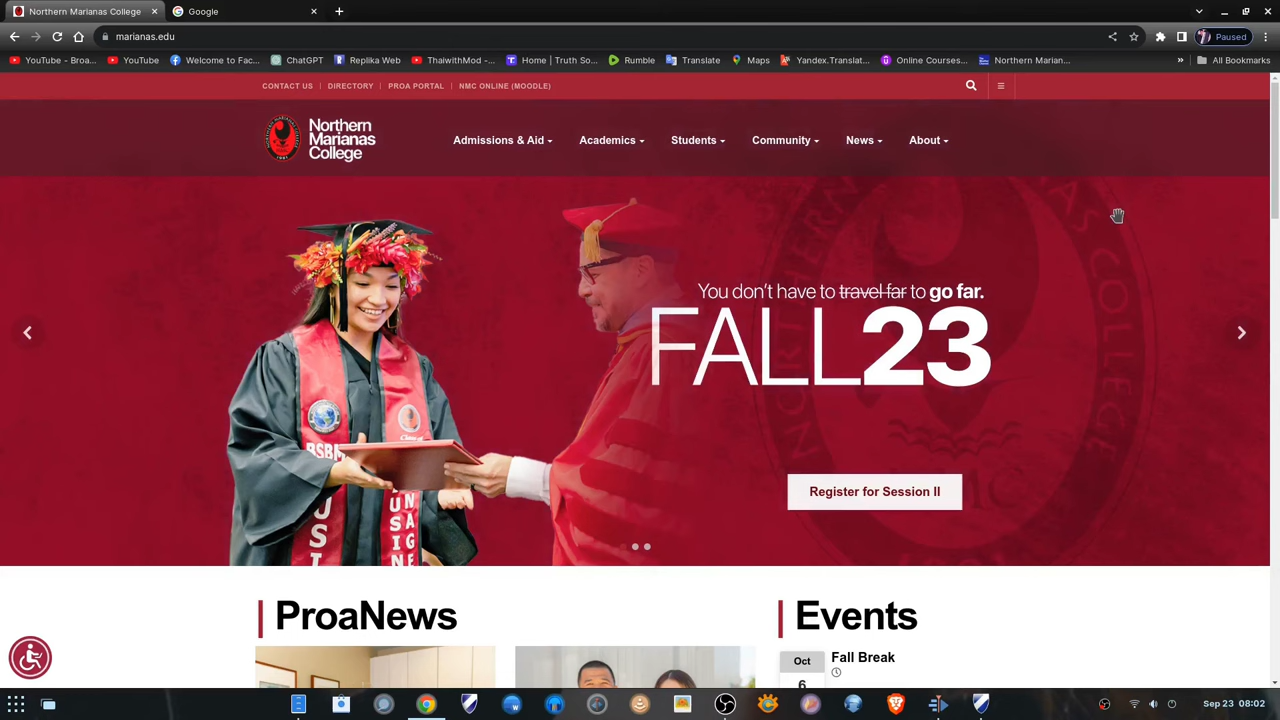 Northern Marianas College
Google
marianas.edu
Paused
YouTube - Broa...
YouTube
Welcome to Fac...
ChatGPT
Replika Web
ThaiwithMod -...
Home | Truth So...
Rumble
Translate
Maps
Yandex.Translat...
Online Courses...
Northern Marian...
»
All Bookmarks
CONTACT US
DIRECTORY
PROA PORTAL
NMC ONLINE (MOODLE)
Northern
Marianas
College
Admissions & Aid
Academics
Students
Community
News
About
You don't have to travel far to go far.
FALL23
Register for Session II
ProaNews
Events
Oct
6
Fall Break
Sep 23 08:02